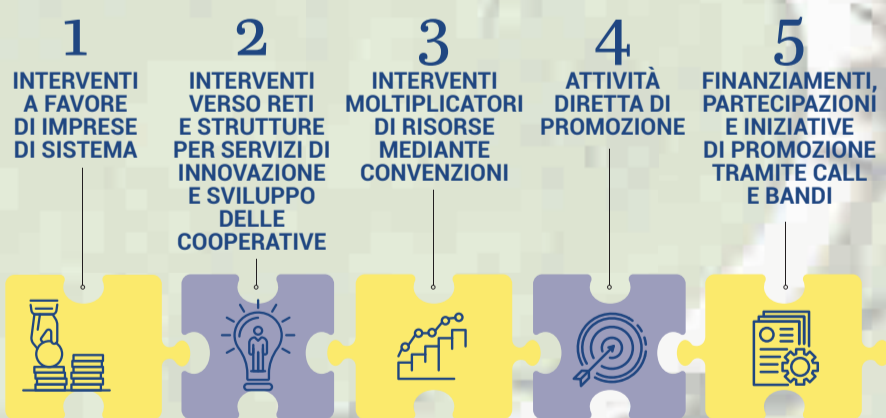 1
INTERVENTI
A FAVORE
DI IMPRESE
DI SISTEMA
2
INTERVENTI
VERSO RETI
E STRUTTURE
PER SERVIZI DI
INNOVAZIONE
E SVILUPPO
DELLE
COOPERATIVE
3
INTERVENTI
MOLTIPLICATORI
DI RISORSE
MEDIANTE
CONVENZIONI
4
ATTIVITÀ
DIRETTA DI
PROMOZIONE
5
FINANZIAMENTI,
PARTECIPAZIONI
E INIZIATIVE
DI PROMOZIONE
TRAMITE CALL
E BANDI